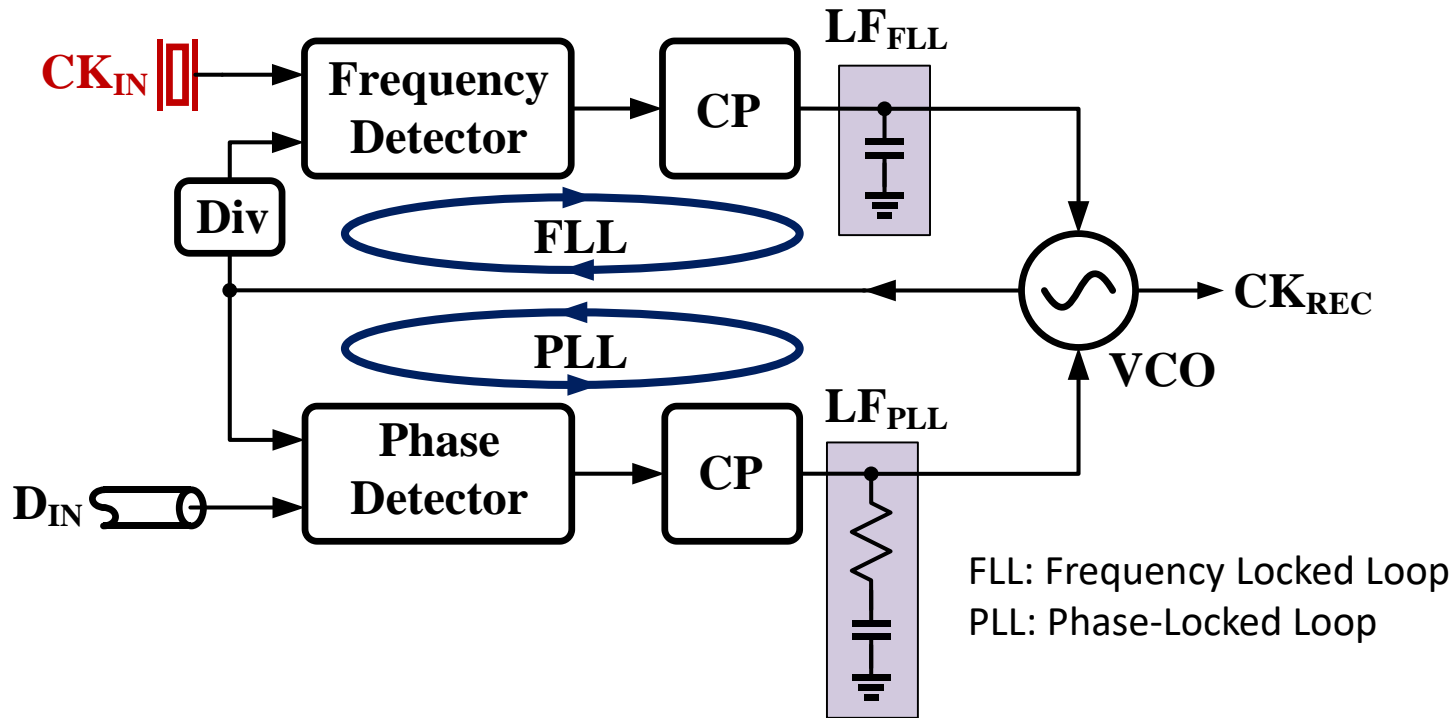 LF_FLL
CK_IN
Frequency
Detector
CP
Div
FLL
CK_REC
PLL
VCO
LF_PLL
Phase
Detector
CP
D_IN
FLL: Frequency Locked Loop
PLL: Phase-Locked Loop